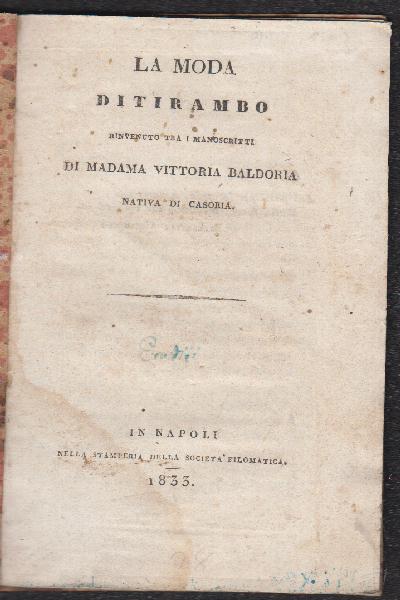 LA MODA
DITIRAMBO
RINVENUTO TRA I MANOSCRITTI
DI MADAMA VITTORIA BALDORIA
NATIVA DI CASORIA.
IN NAPOLI
NELLA STAMPERIA DELLA SOCIETA' FILOMATICA.
1833.